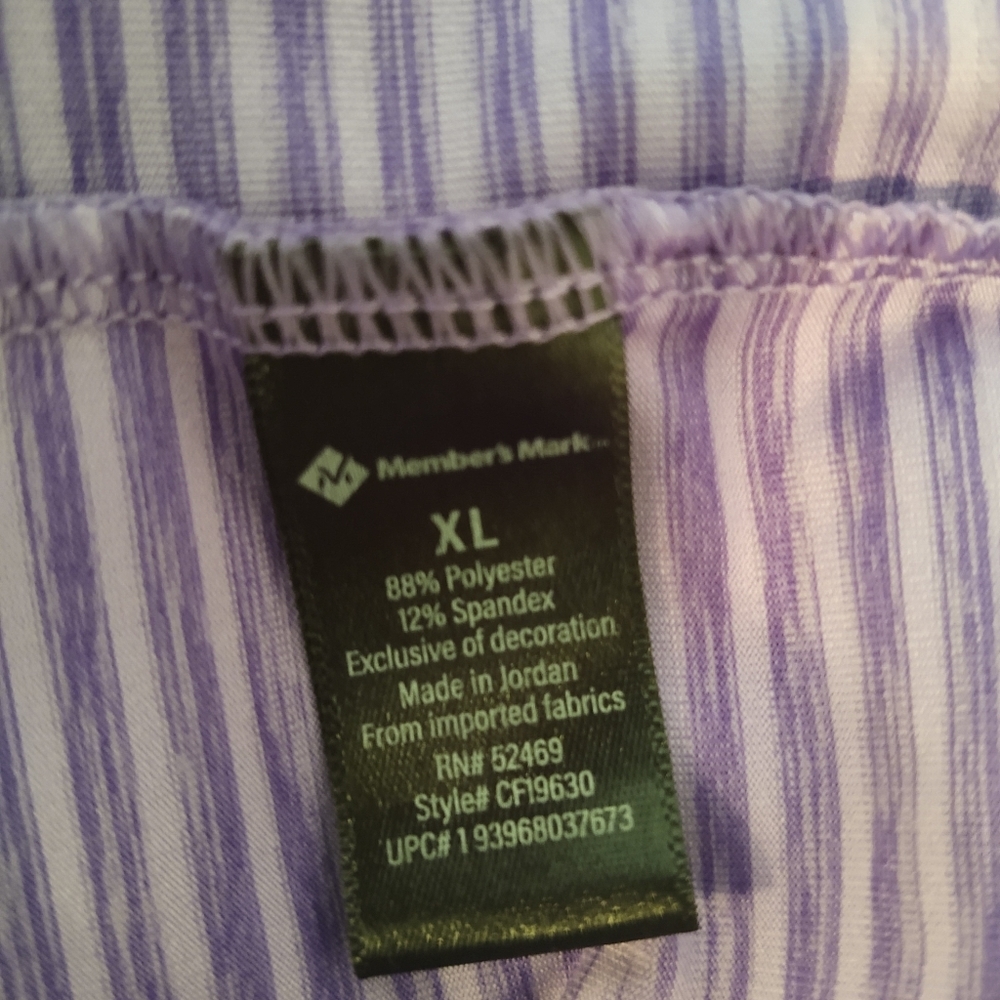 M Member's Mark™
XL
88% Polyester
12% Spandex
Exclusive of decoration
Made in Jordan
From imported fabrics
RN# 52469
Style# CF19630
UPC# 1 93968037673